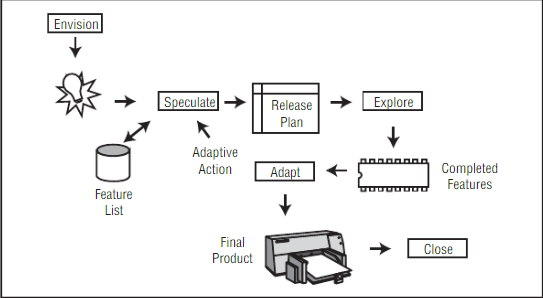 Envision
Speculate
Release
Plan
Explore
Adaptive
Action
Feature
List
Adapt
Completed
Features
Final
Product
Close